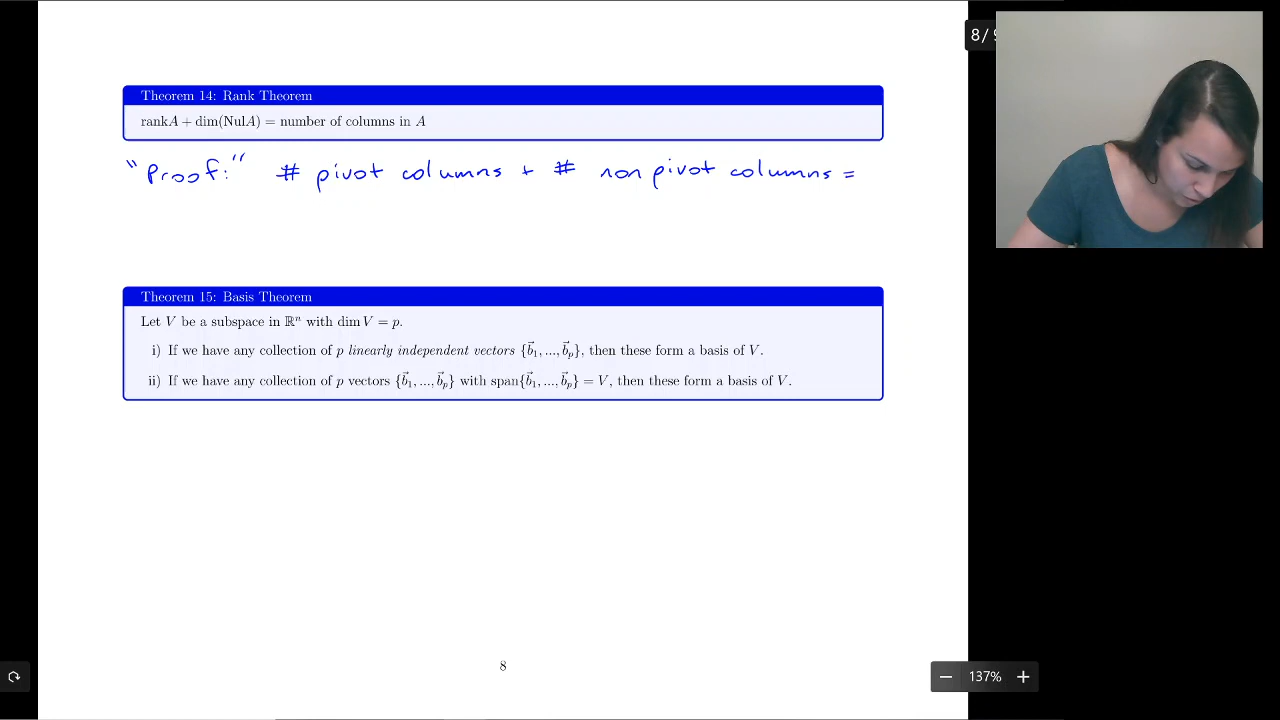 8 / 9
Theorem 14: Rank Theorem
rankA + dim(NulA) = number of columns in A
"Proof:" # pivot columns + # non pivot columns =
Theorem 15: Basis Theorem
Let V be a subspace in ℝⁿ with dim V = p.
i) If we have any collection of p linearly independent vectors {b⃗₁, ..., b⃗ₚ}, then these form a basis of V.
ii) If we have any collection of p vectors {b⃗₁, ..., b⃗ₚ} with span{b⃗₁, ..., b⃗ₚ} = V, then these form a basis of V.
8
− 137% +